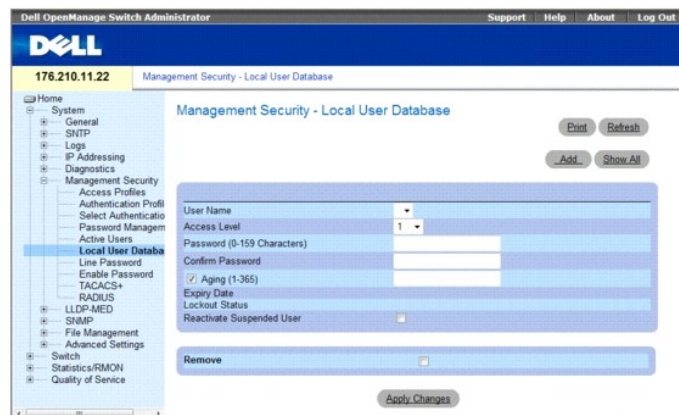 Dell OpenManage Switch Administrator Support Help About Log Out
DELL
176.210.11.22 Management Security - Local User Database
Home
System
General
SNTP
Logs
IP Addressing
Diagnostics
Management Security
Access Profiles
Authentication Profil
Select Authenticatio
Password Managem
Active Users
Local User Databa
Line Password
Enable Password
TACACS+
RADIUS
LLDP-MED
SNMP
File Management
Advanced Settings
Switch
Statistics/RMON
Quality of Service
Management Security - Local User Database
Print Refresh
Add Show All
User Name
Access Level 1
Password (0-159 Characters)
Confirm Password
Aging (1-365)
Expiry Date
Lockout Status
Reactivate Suspended User
Remove
Apply Changes